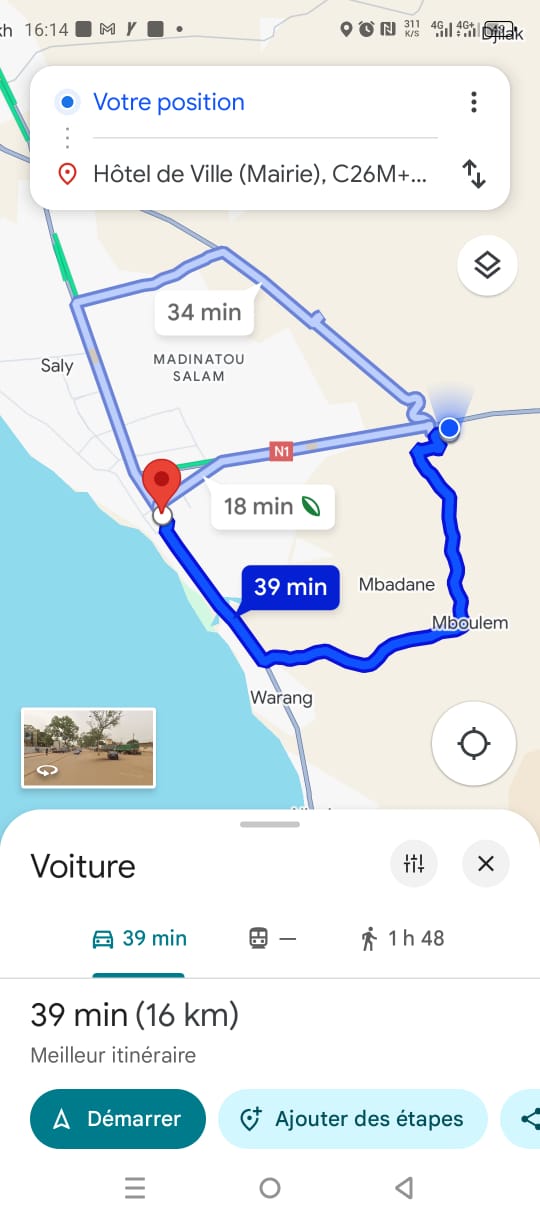 16:14
311
K/S
4G
4G+
Djilak
Votre position
Hôtel de Ville (Mairie), C26M+...
34 min
MADINATOU
SALAM
Saly
N1
18 min
39 min
Mbadane
Mboulem
Warang
Voiture
39 min
—
1 h 48
39 min (16 km)
Meilleur itinéraire
Démarrer
Ajouter des étapes